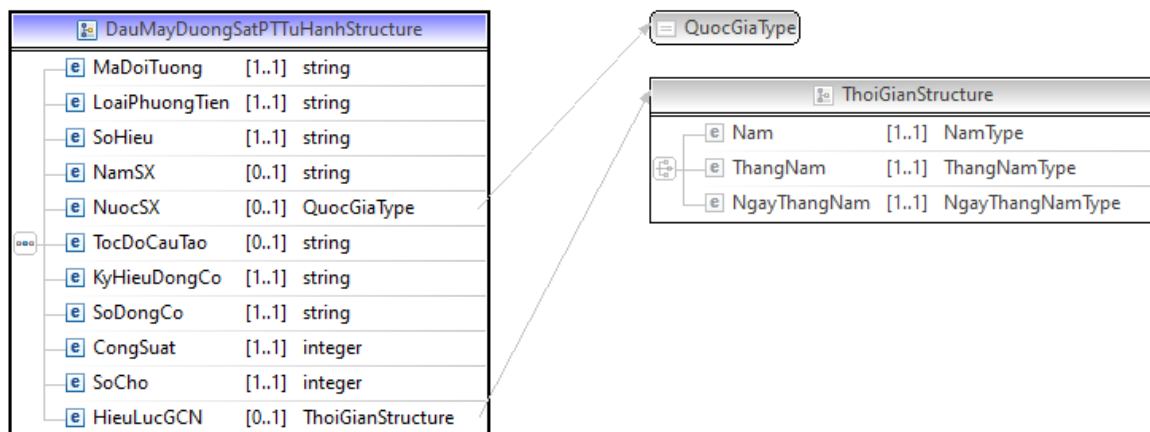 DauMayDuongSatPTTuHanhStructure
MaDoiTuong [1..1] string
LoaiPhuongTien [1..1] string
SoHieu [1..1] string
NamSX [0..1] string
NuocSX [0..1] QuocGiaType
TocDoCauTao [0..1] string
KyHieuDongCo [1..1] string
SoDongCo [1..1] string
CongSuat [1..1] integer
SoCho [1..1] integer
HieuLucGCN [0..1] ThoiGianStructure
QuocGiaType
ThoiGianStructure
Nam [1..1] NamType
ThangNam [1..1] ThangNamType
NgayThangNam [1..1] NgayThangNamType